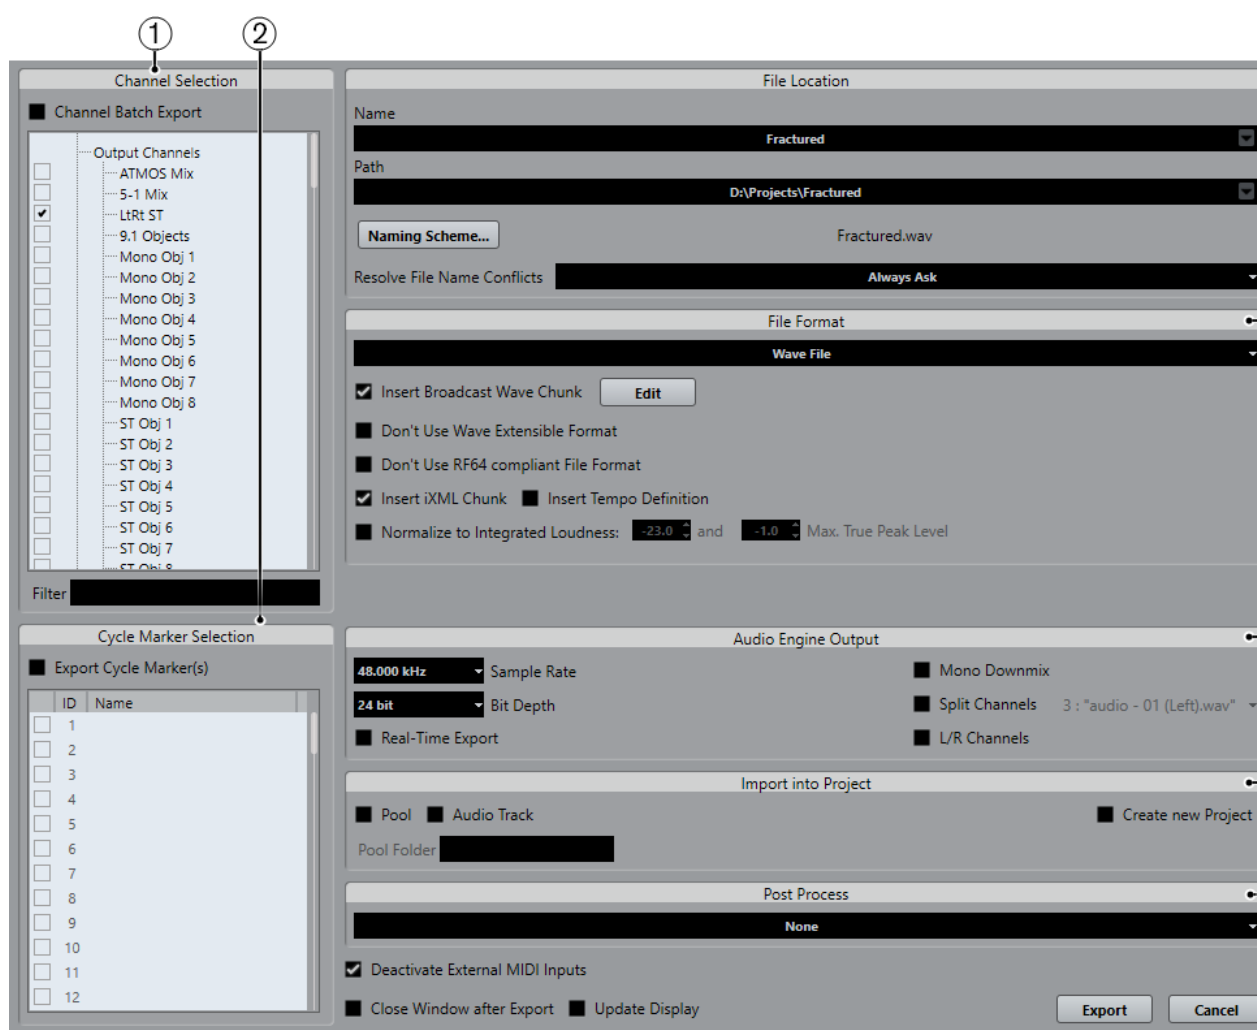 1 2
Channel Selection
Channel Batch Export
Output Channels
ATMOS Mix
5-1 Mix
LtRt ST
9.1 Objects
Mono Obj 1
Mono Obj 2
Mono Obj 3
Mono Obj 4
Mono Obj 5
Mono Obj 6
Mono Obj 7
Mono Obj 8
ST Obj 1
ST Obj 2
ST Obj 3
ST Obj 4
ST Obj 5
ST Obj 6
ST Obj 7
ST Obj 8
Filter
Cycle Marker Selection
Export Cycle Marker(s)
ID Name
1
2
3
4
5
6
7
8
9
10
11
12
File Location
Name
Fractured
Path
D:\Projects\Fractured
Naming Scheme... Fractured.wav
Resolve File Name Conflicts Always Ask
File Format
Wave File
Insert Broadcast Wave Chunk Edit
Don't Use Wave Extensible Format
Don't Use RF64 compliant File Format
Insert iXML Chunk Insert Tempo Definition
Normalize to Integrated Loudness: -23.0 and -1.0 Max. True Peak Level
Audio Engine Output
48.000 kHz Sample Rate Mono Downmix
24 bit Bit Depth Split Channels 3 : "audio - 01 (Left).wav"
Real-Time Export L/R Channels
Import into Project
Pool Audio Track Create new Project
Pool Folder
Post Process
None
Deactivate External MIDI Inputs
Close Window after Export Update Display Export Cancel